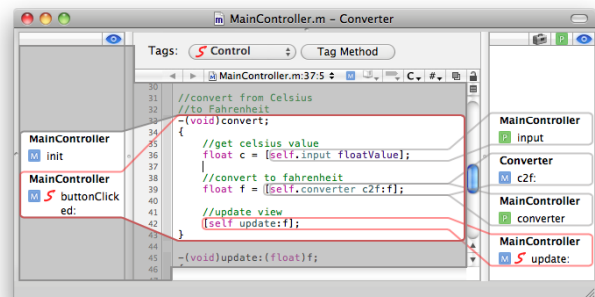 MainController.m – Converter
Tags: S Control Tag Method
MainController.m:37:5 M C, #,
30
31 //convert from Celsius
32 //to Fahrenheit
33 -(void)convert;
34 {
35 //get celsius value
36 float c = [self.input floatValue];
37
38 //convert to fahrenheit
39 float f = [self.converter c2f:f];
40
41 //update view
42 [self update:f];
43 }
44
45 -(void)update:(float)f;
46
MainController
M init
MainController
M S buttonClick
ed:
P
MainController
P input
Converter
M c2f:
MainController
P converter
MainController
M S update: